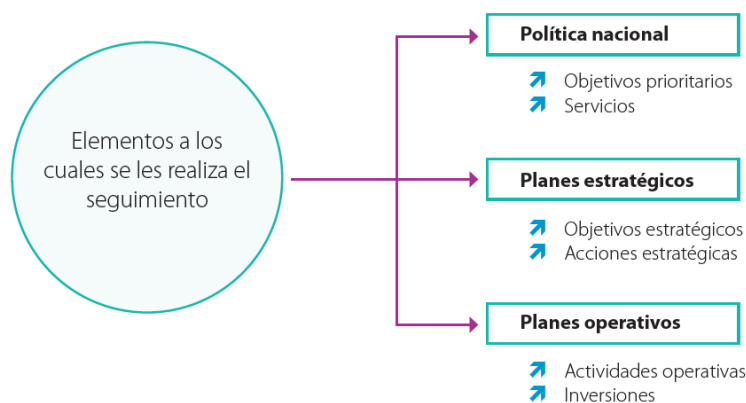 Elementos a los
cuales se les realiza el
seguimiento
Política nacional
Objetivos prioritarios
Servicios
Planes estratégicos
Objetivos estratégicos
Acciones estratégicas
Planes operativos
Actividades operativas
Inversiones